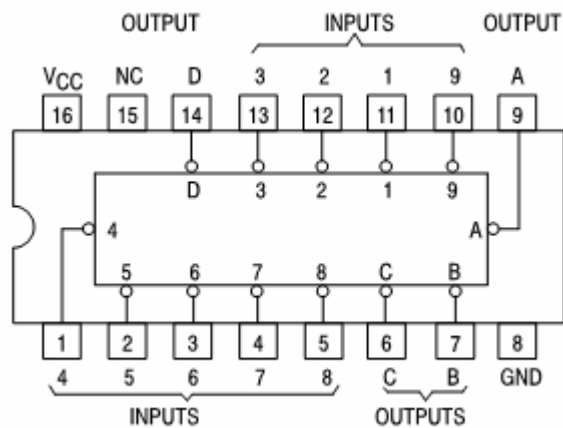 OUTPUT INPUTS OUTPUT
VCC NC D 3 2 1 9 A
16 15 14 13 12 11 10 9
D 3 2 1 9
4 A
5 6 7 8 C B
1 2 3 4 5 6 7 8
4 5 6 7 8 C B GND
INPUTS OUTPUTS